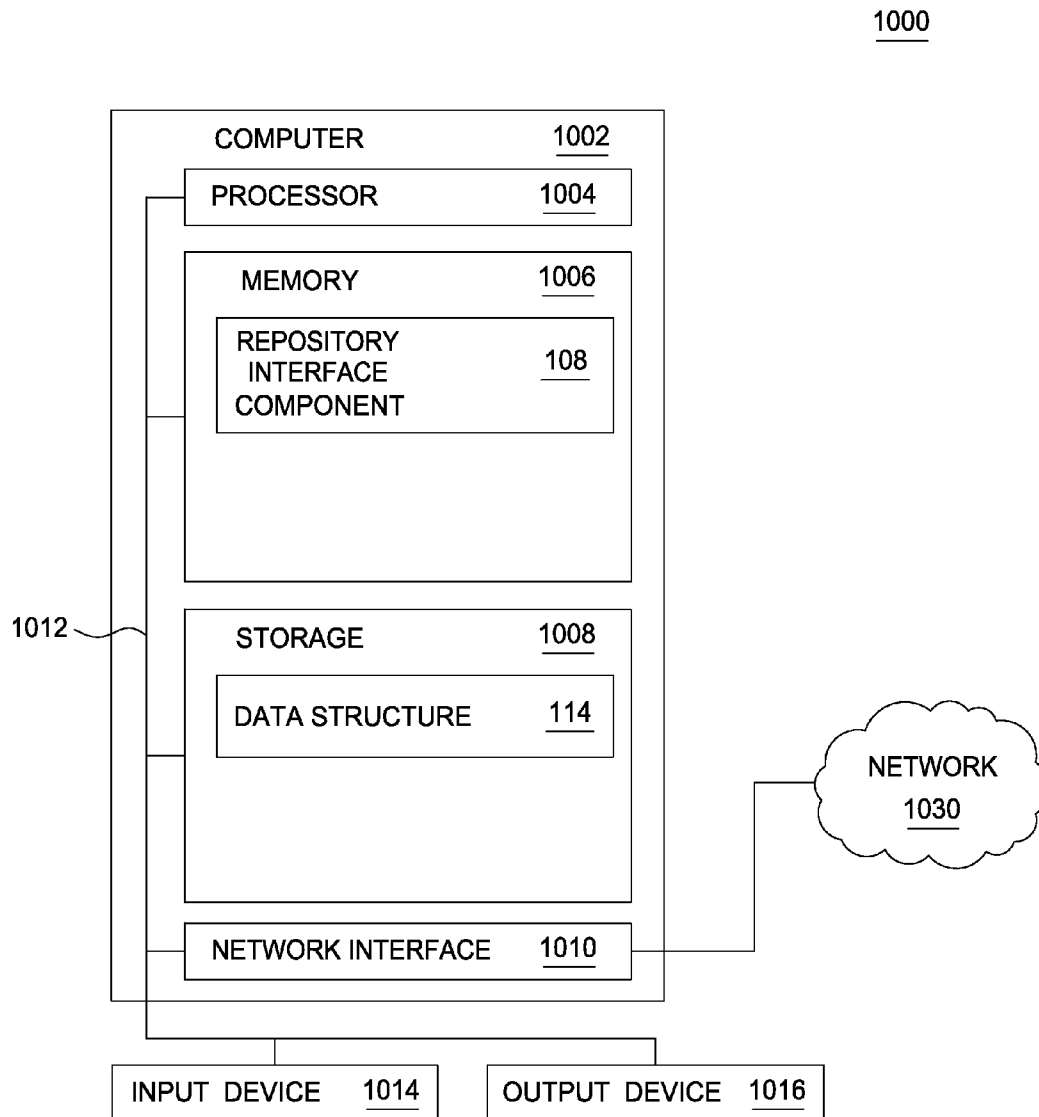 1000
COMPUTER 1002
PROCESSOR 1004
MEMORY 1006
REPOSITORY
INTERFACE 108
COMPONENT
1012
STORAGE 1008
DATA STRUCTURE 114
NETWORK
1030
NETWORK INTERFACE 1010
INPUT DEVICE 1014
OUTPUT DEVICE 1016